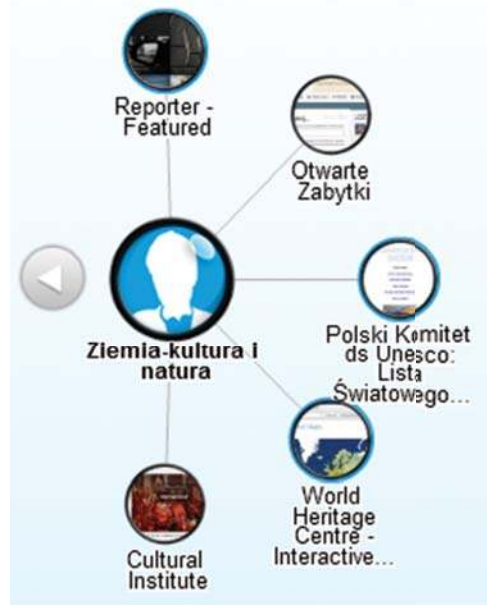 Reporter -
Featured
Otwarte
Zabytki
Ziemia-kultura i
natura
Polski Komitet
ds Unesco:
Lista
Światowego...
World
Heritage
Centre -
Interactive...
Cultural
Institute